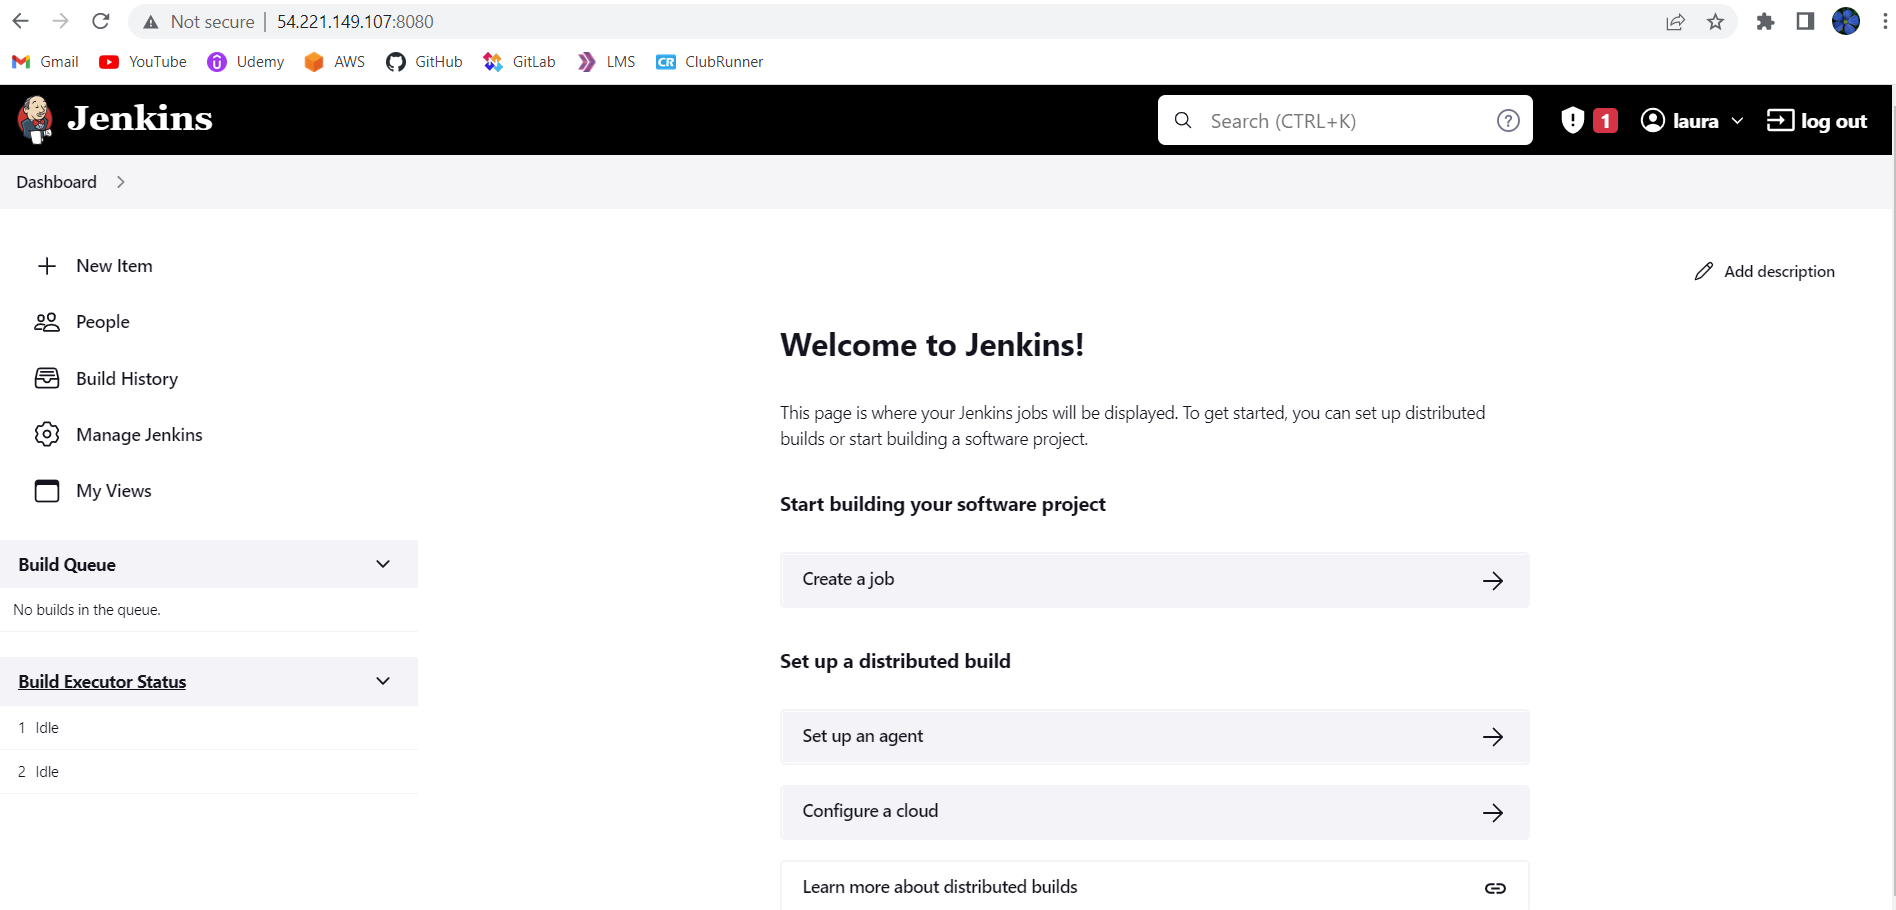 Not secure | 54.221.149.107:8080
Gmail YouTube Udemy AWS GitHub GitLab LMS CR ClubRunner
Jenkins
Search (CTRL+K) ?
! 1 laura log out
Dashboard
New Item
People
Build History
Manage Jenkins
My Views
Build Queue
No builds in the queue.
Build Executor Status
1 Idle
2 Idle
Add description
Welcome to Jenkins!
This page is where your Jenkins jobs will be displayed. To get started, you can set up distributed
builds or start building a software project.
Start building your software project
Create a job
Set up a distributed build
Set up an agent
Configure a cloud
Learn more about distributed builds